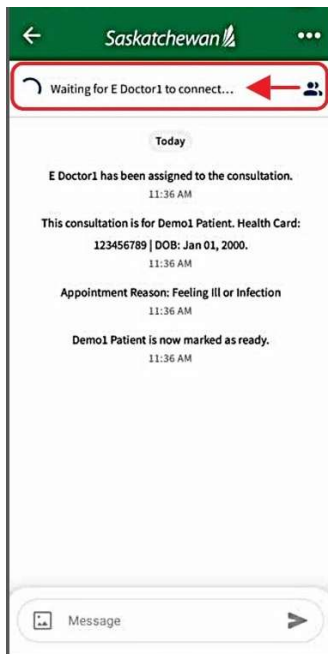 Saskatchewan
Waiting for E Doctor1 to connect...
Today
E Doctor1 has been assigned to the consultation.
11:36 AM
This consultation is for Demo1 Patient. Health Card:
123456789 | DOB: Jan 01, 2000.
11:36 AM
Appointment Reason: Feeling Ill or Infection
11:36 AM
Demo1 Patient is now marked as ready.
11:36 AM
Message